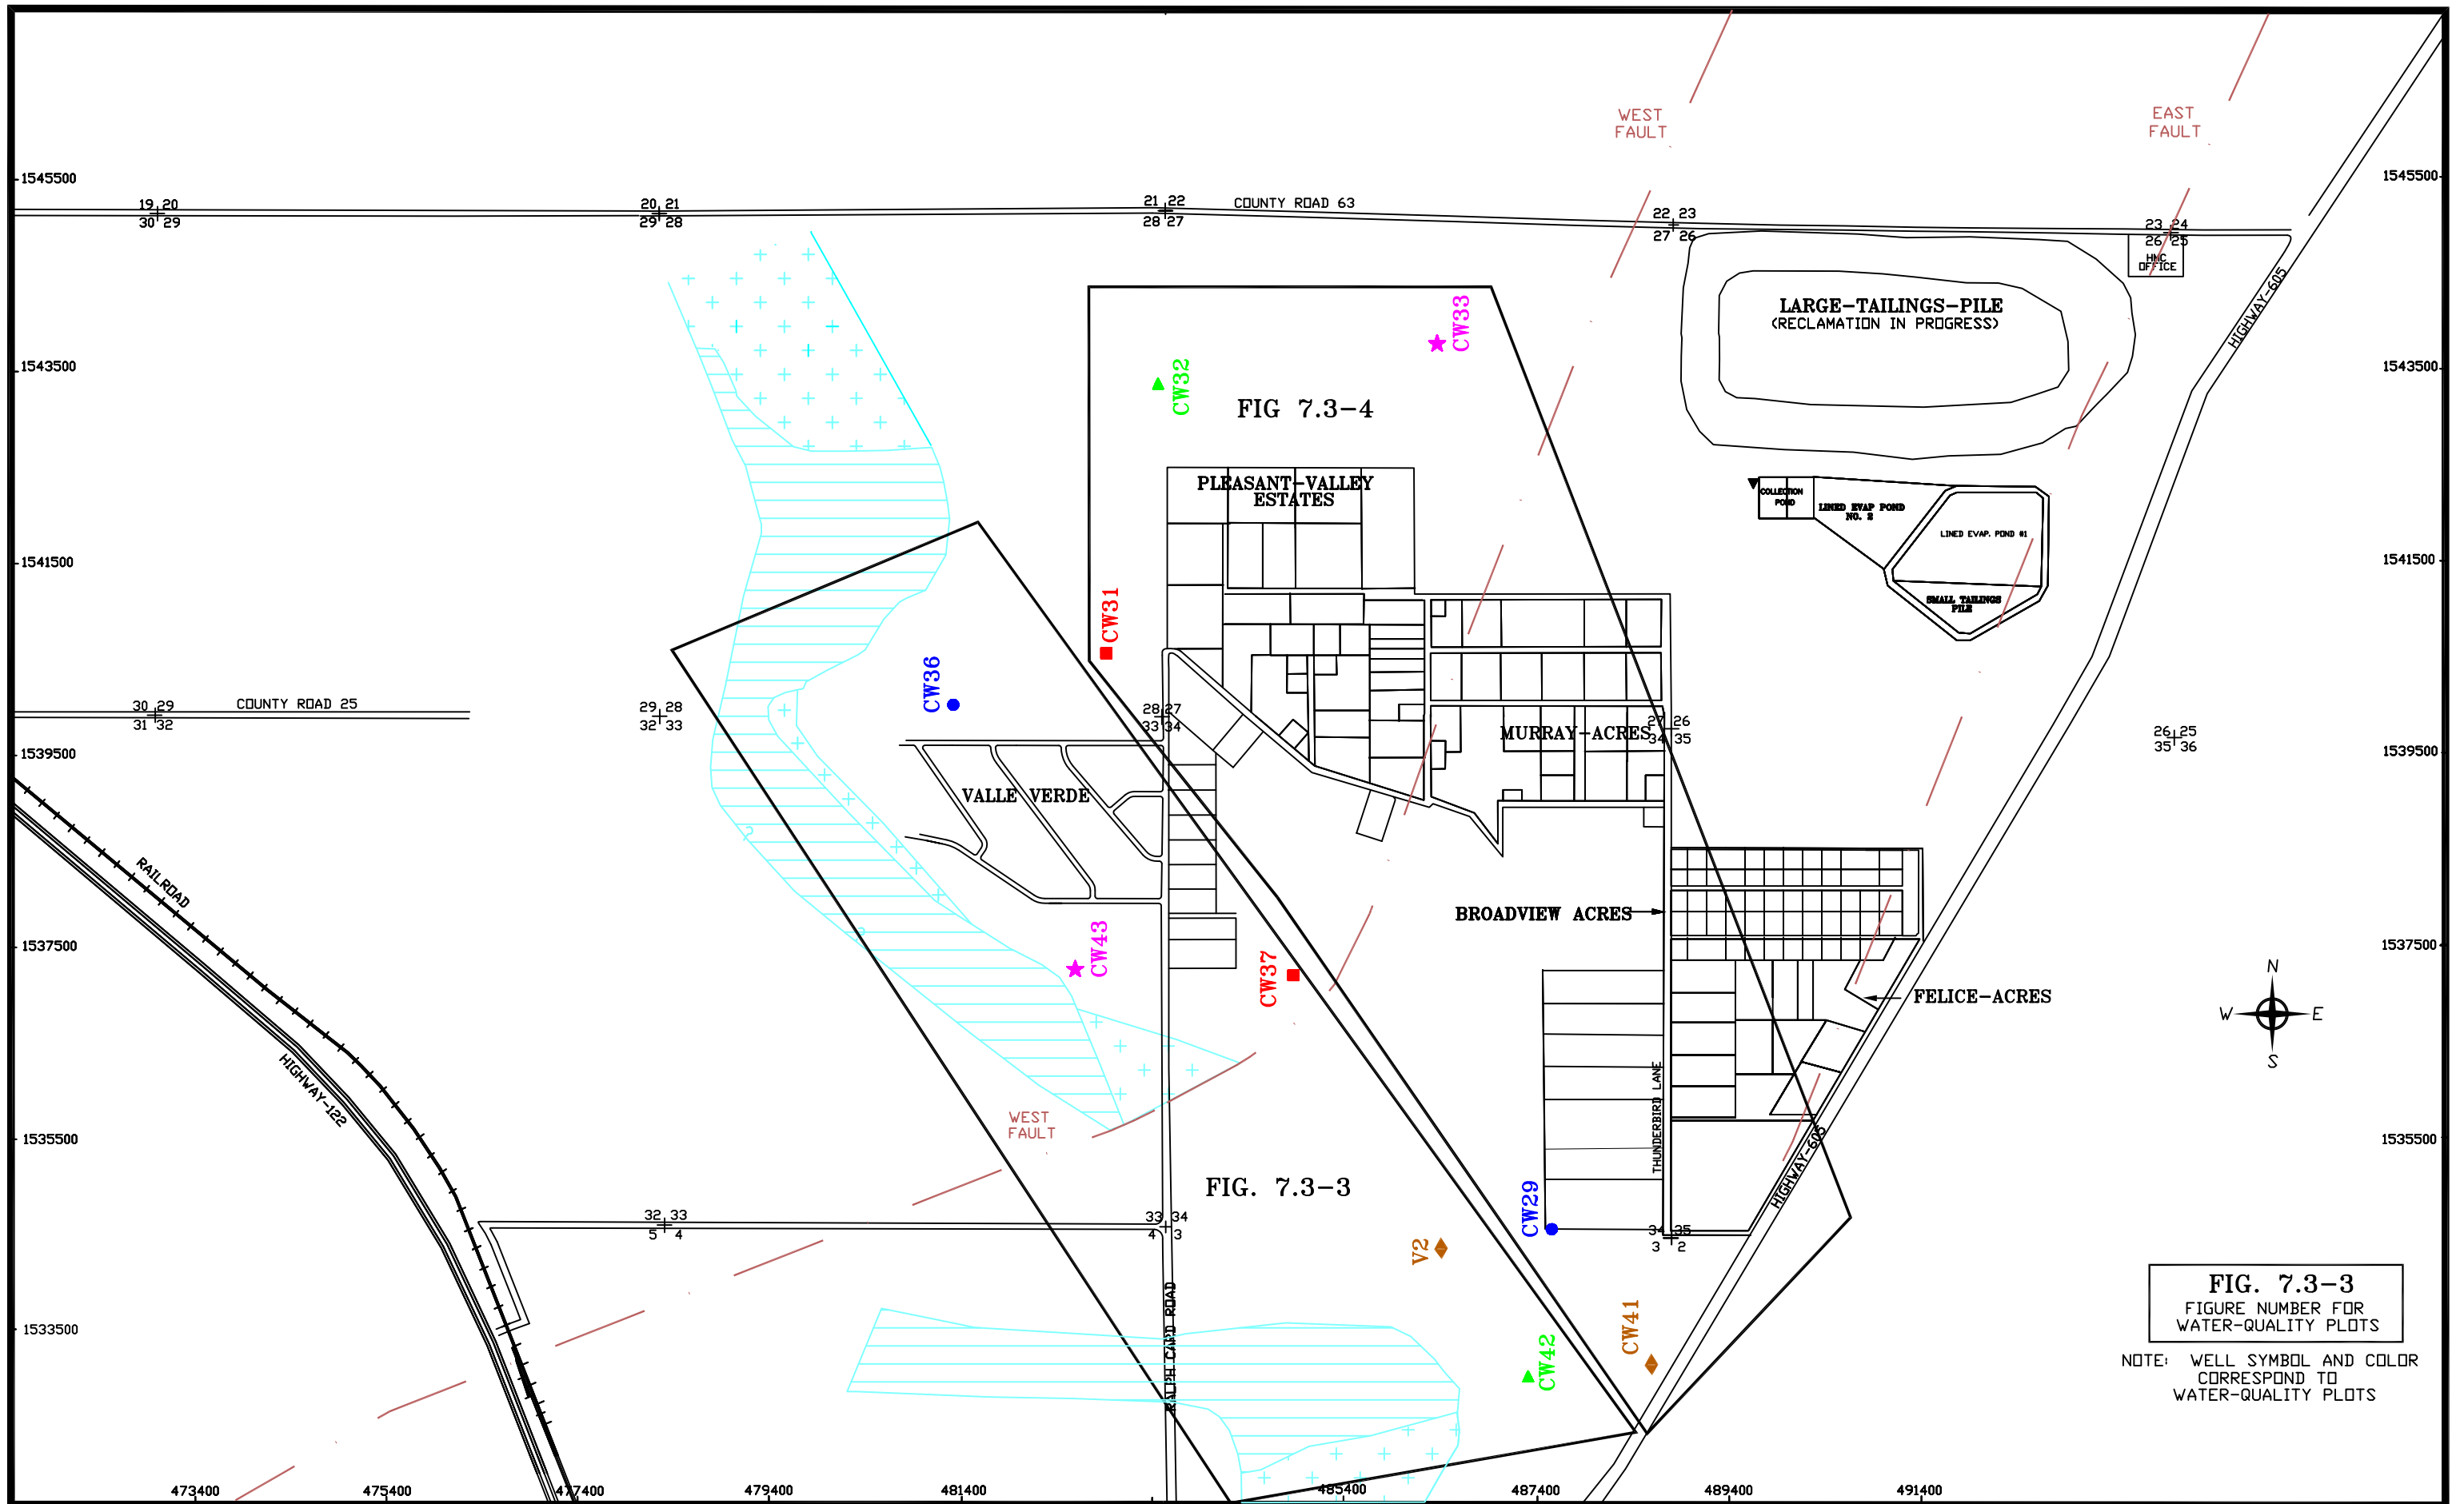 WEST
FAULT
EAST
FAULT
1545500
1545500
19 20
30 29
20 21
29 28
21 22
28 27
COUNTY ROAD 63
22 23
27 26
23 24
26 25
HMC
OFFICE
HIGHWAY-605
LARGE-TAILINGS-PILE
(RECLAMATION IN PROGRESS)
CW33
CW32
1543500
1543500
FIG 7.3-4
PLEASANT-VALLEY
ESTATES
COLLECTION
POND
LINED EVAP POND
NO. 2
LINED EVAP. POND #1
SMALL TAILINGS
PILE
1541500
1541500
CW31
CW36
30 29
31 32
COUNTY ROAD 25
29 28
32 33
28 27
33 34
MURRAY-ACRES
27 26
34 35
26 25
35 36
1539500
1539500
VALLE VERDE
RAILROAD
BROADVIEW ACRES
1537500
1537500
CW43
CW37
FELICE-ACRES
N
W E
S
HIGHWAY-122
THUNDERBIRD LANE
WEST
FAULT
1535500
1535500
HIGHWAY-605
FIG. 7.3-3
CW29
32 33
5 4
33 34
4 3
34 35
3 2
V2
RALPH CARD ROAD
CW42
CW41
1533500
FIG. 7.3-3
FIGURE NUMBER FOR
WATER-QUALITY PLOTS
NOTE: WELL SYMBOL AND COLOR
CORRESPOND TO
WATER-QUALITY PLOTS
473400
475400
477400
479400
481400
485400
487400
489400
491400